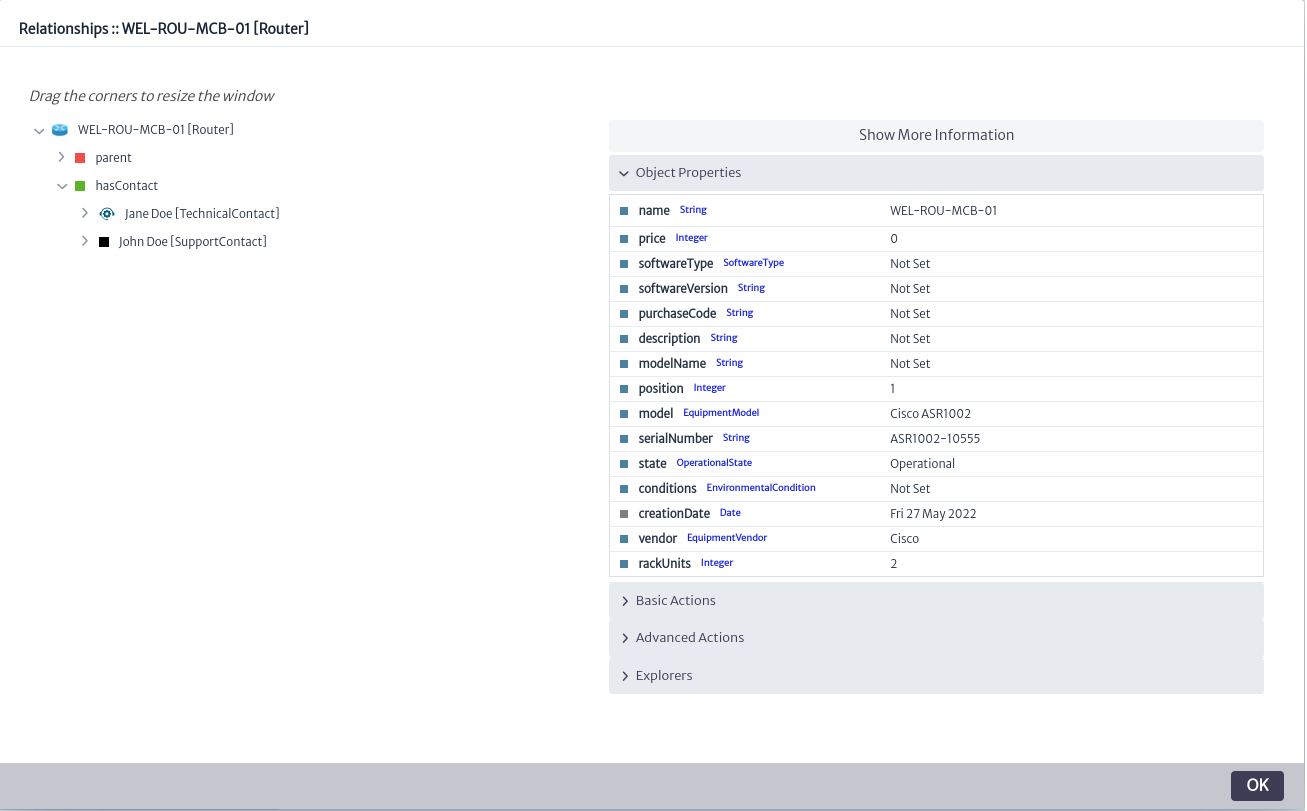 Relationships :: WEL-ROU-MCB-01 [Router]
Drag the corners to resize the window
WEL-ROU-MCB-01 [Router]
parent
hasContact
Jane Doe [TechnicalContact]
John Doe [SupportContact]
Show More Information
Object Properties
name String WEL-ROU-MCB-01
price Integer 0
softwareType SoftwareType Not Set
softwareVersion String Not Set
purchaseCode String Not Set
description String Not Set
modelName String Not Set
position Integer 1
model EquipmentModel Cisco ASR1002
serialNumber String ASR1002-10555
state OperationalState Operational
conditions EnvironmentalCondition Not Set
creationDate Date Fri 27 May 2022
vendor EquipmentVendor Cisco
rackUnits Integer 2
Basic Actions
Advanced Actions
Explorers
OK